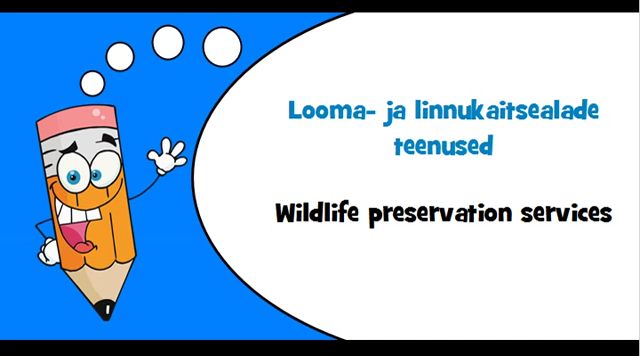 Looma- ja linnukaitsealade
teenused
Wildlife preservation services